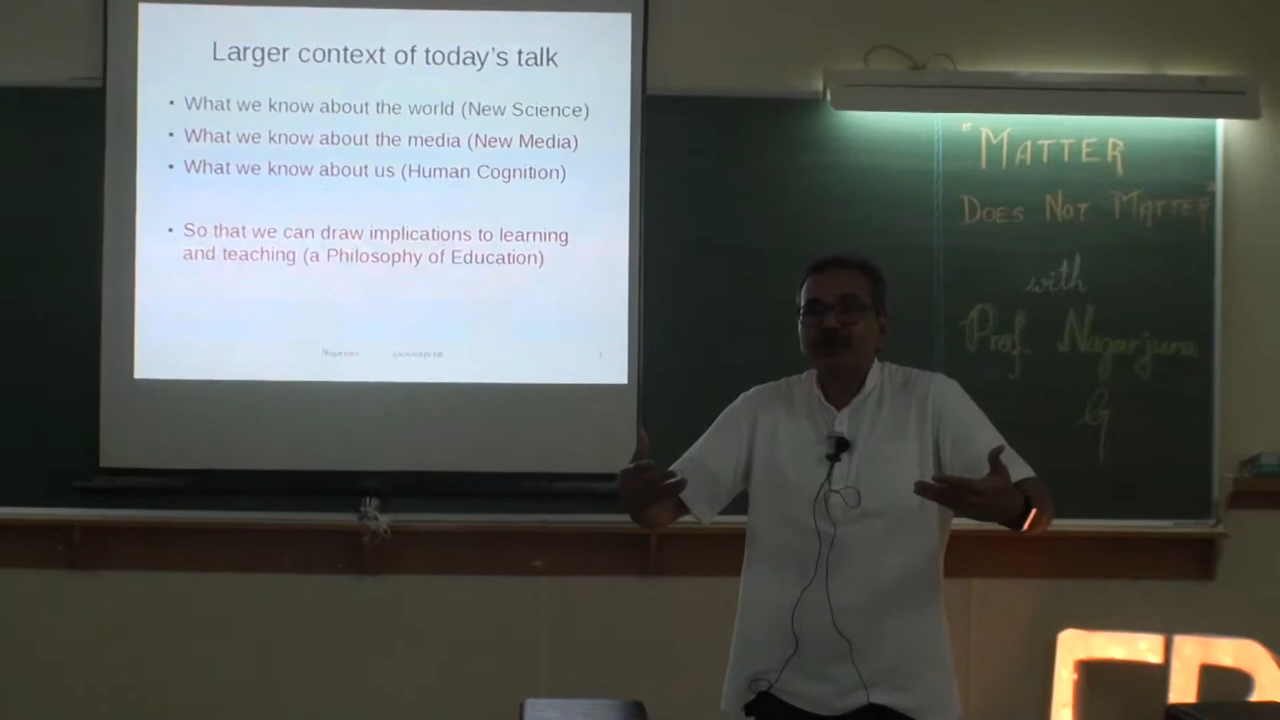 Larger context of today's talk
• What we know about the world (New Science)
• What we know about the media (New Media)
• What we know about us (Human Cognition)
• So that we can draw implications to learning
and teaching (a Philosophy of Education)
"MATTER
DOES NOT MATTER"
with
Prof. Nagarjuna
G